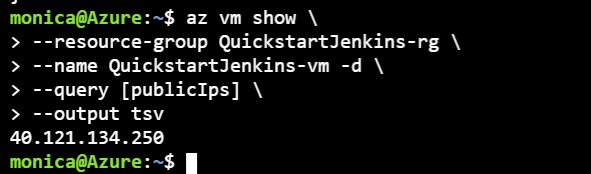 monica@Azure:~$ az vm show \
> --resource-group QuickstartJenkins-rg \
> --name QuickstartJenkins-vm -d \
> --query [publicIps] \
> --output tsv
40.121.134.250
monica@Azure:~$